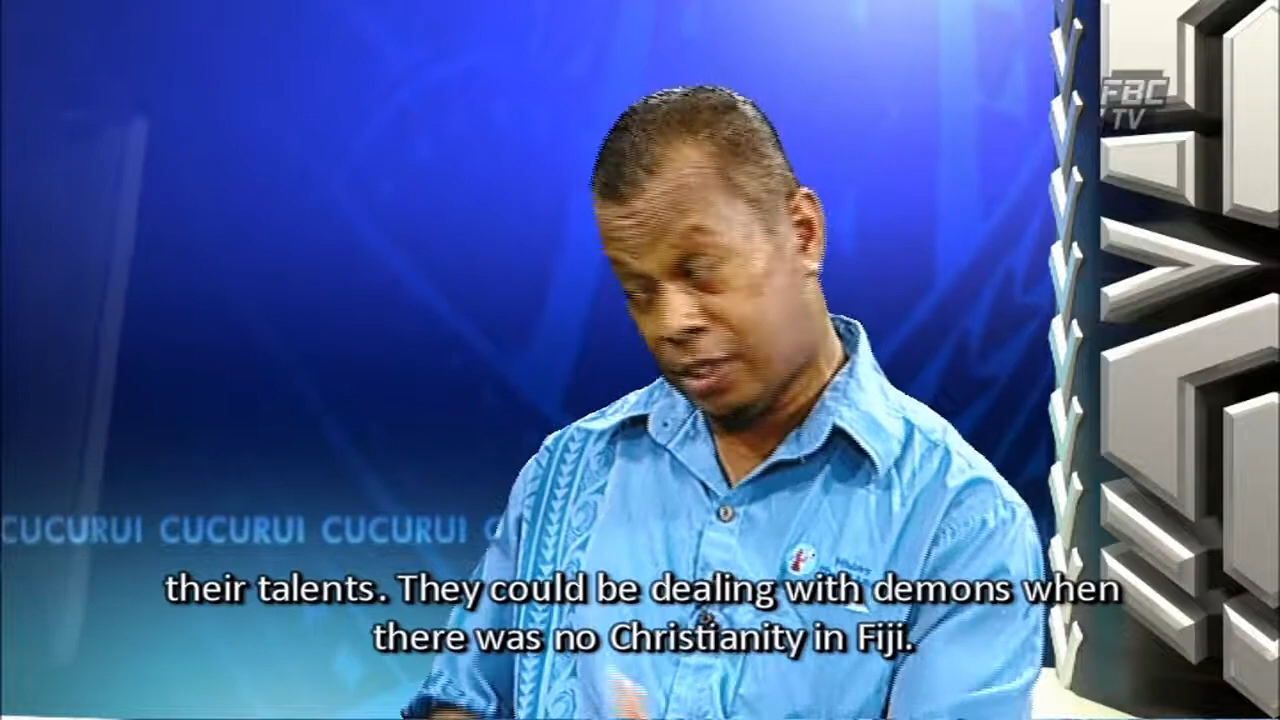 FBC
TV
CUCURUI CUCURUI CUCURUI
their talents. They could be dealing with demons when
there was no Christianity in Fiji.